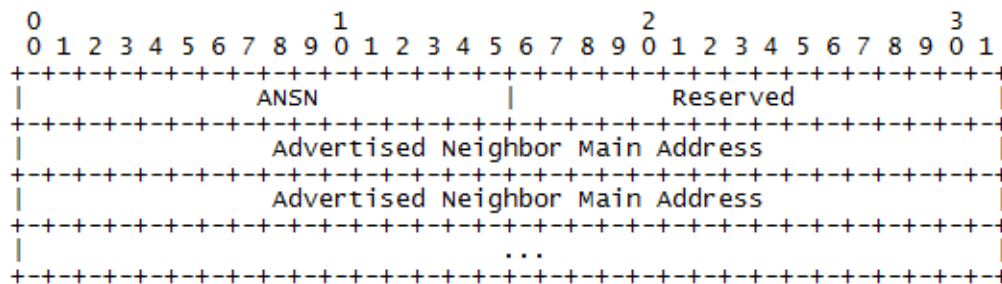 0                   1                   2                   3
0 1 2 3 4 5 6 7 8 9 0 1 2 3 4 5 6 7 8 9 0 1 2 3 4 5 6 7 8 9 0 1
+-+-+-+-+-+-+-+-+-+-+-+-+-+-+-+-+-+-+-+-+-+-+-+-+-+-+-+-+-+-+-+-+
|              ANSN             |           Reserved            |
+-+-+-+-+-+-+-+-+-+-+-+-+-+-+-+-+-+-+-+-+-+-+-+-+-+-+-+-+-+-+-+-+
|               Advertised Neighbor Main Address                |
+-+-+-+-+-+-+-+-+-+-+-+-+-+-+-+-+-+-+-+-+-+-+-+-+-+-+-+-+-+-+-+-+
|               Advertised Neighbor Main Address                |
+-+-+-+-+-+-+-+-+-+-+-+-+-+-+-+-+-+-+-+-+-+-+-+-+-+-+-+-+-+-+-+-+
|                              ...                              |
+-+-+-+-+-+-+-+-+-+-+-+-+-+-+-+-+-+-+-+-+-+-+-+-+-+-+-+-+-+-+-+-+